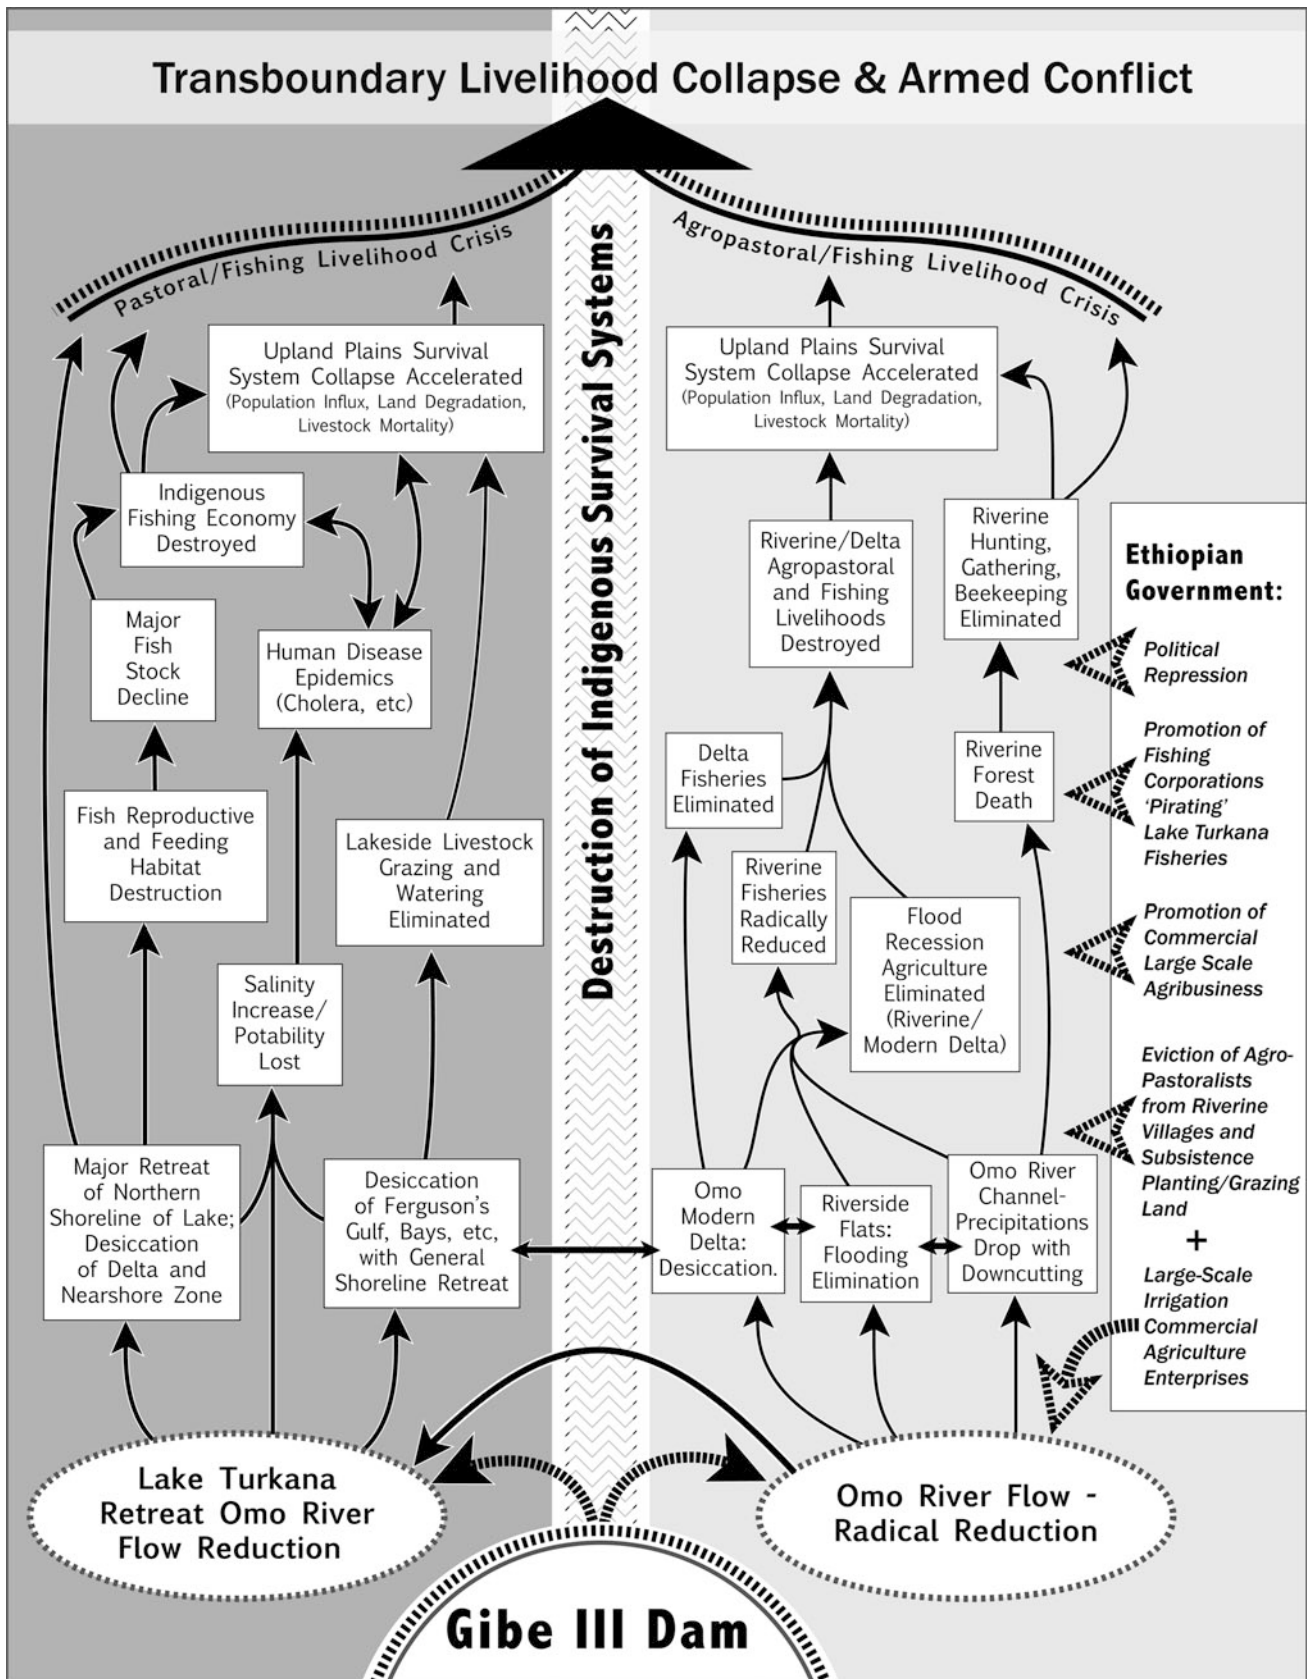 Transboundary Livelihood Collapse & Armed Conflict
Pastoral/Fishing Livelihood Crisis
Agropastoral/Fishing Livelihood Crisis
Destruction of Indigenous Survival Systems
Upland Plains Survival
System Collapse Accelerated
(Population Influx, Land Degradation,
Livestock Mortality)
Indigenous
Fishing Economy
Destroyed
Major
Fish
Stock
Decline
Human Disease
Epidemics
(Cholera, etc)
Fish Reproductive
and Feeding
Habitat
Destruction
Lakeside Livestock
Grazing and
Watering
Eliminated
Salinity
Increase/
Potability
Lost
Major Retreat
of Northern
Shoreline of Lake;
Desiccation
of Delta and
Nearshore Zone
Desiccation
of Ferguson's
Gulf, Bays, etc,
with General
Shoreline Retreat
Lake Turkana
Retreat Omo River
Flow Reduction
Upland Plains Survival
System Collapse Accelerated
(Population Influx, Land Degradation,
Livestock Mortality)
Riverine/Delta
Agropastoral
and Fishing
Livelihoods
Destroyed
Riverine
Hunting,
Gathering,
Beekeeping
Eliminated
Delta
Fisheries
Eliminated
Riverine
Forest
Death
Riverine
Fisheries
Radically
Reduced
Flood
Recession
Agriculture
Eliminated
(Riverine/
Modern Delta)
Omo
Modern
Delta:
Desiccation.
Riverside
Flats:
Flooding
Elimination
Omo River
Channel-
Precipitations
Drop with
Downcutting
Omo River Flow -
Radical Reduction
Ethiopian
Government:
Political
Repression
Promotion of
Fishing
Corporations
'Pirating'
Lake Turkana
Fisheries
Promotion of
Commercial
Large Scale
Agribusiness
Eviction of Agro-
Pastoralists
from Riverine
Villages and
Subsistence
Planting/Grazing
Land
+
Large-Scale
Irrigation
Commercial
Agriculture
Enterprises
Gibe III Dam